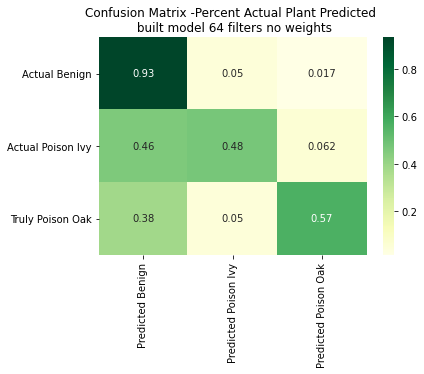 Confusion Matrix -Percent Actual Plant Predicted
built model 64 filters no weights
Actual Benign
0.93
0.05
0.017
Actual Poison Ivy
0.46
0.48
0.062
Truly Poison Oak
0.38
0.05
0.57
Predicted Benign
Predicted Poison Ivy
Predicted Poison Oak
0.8
0.6
0.4
0.2